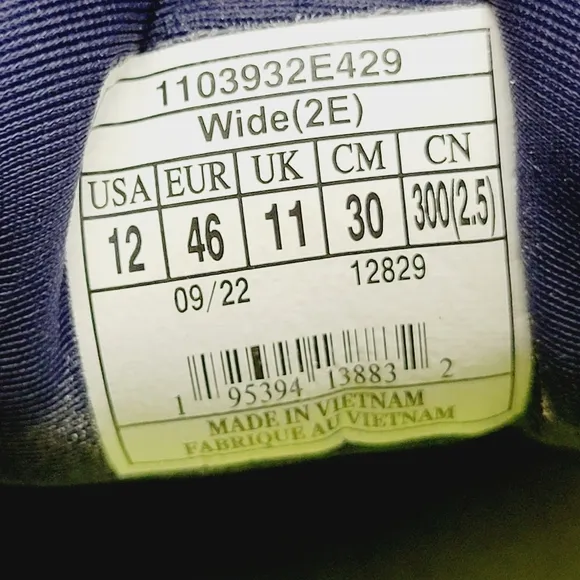 1103932E429
Wide(2E)
USA EUR UK CM CN
12 46 11 30 300(2.5)
09/22 12829
1 95394 13883 2
MADE IN VIETNAM
FABRIQUE AU VIETNAM